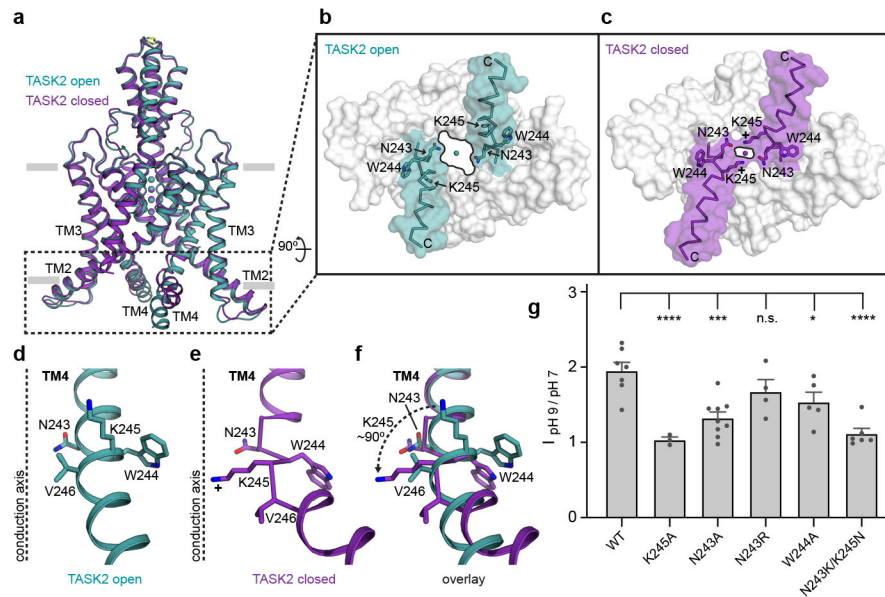 a
TASK2 open
TASK2 closed
TM3
TM3
TM2
TM2
TM4
TM4
90º
b
TASK2 open
C
K245
N243
W244
W244
N243
K245
C
c
TASK2 closed
C
K245
N243
+
W244
W244
+
K245
N243
C
d
conduction axis
TM4
N243
K245
W244
V246
TASK2 open
e
conduction axis
TM4
N243
W244
K245
+
V246
TASK2 closed
f
TM4
N243
K245
~90º
W244
V246
overlay
g
I pH 9 / pH 7
3
2
1
0
****
***
n.s.
*
****
WT
K245A
N243A
N243R
W244A
N243K/K245N